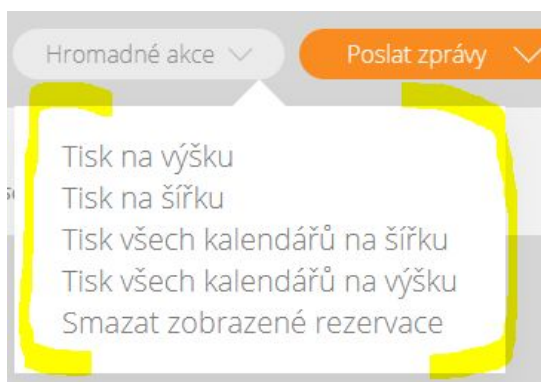 Hromadné akce
Poslat zprávy
Tisk na výšku
Tisk na šířku
Tisk všech kalendářů na šířku
Tisk všech kalendářů na výšku
Smazat zobrazené rezervace